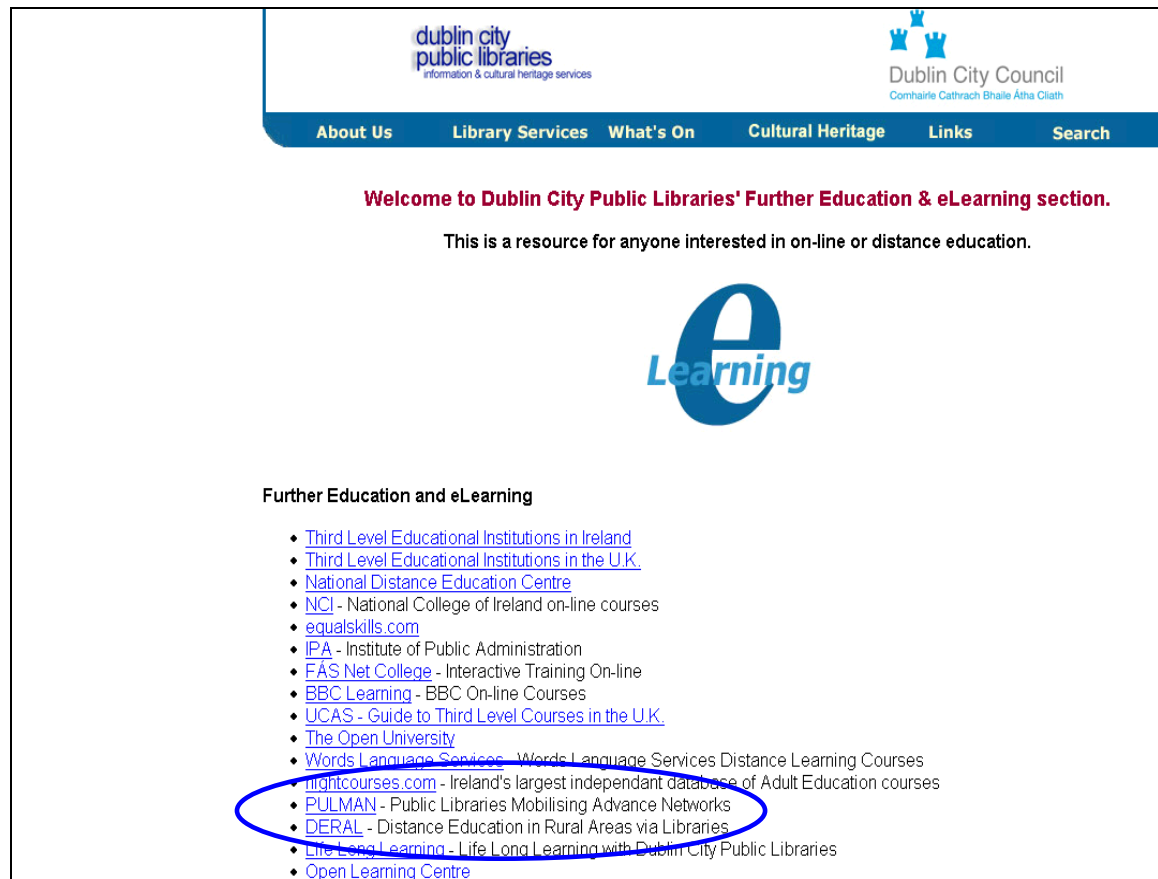 dublin city
public libraries
information & cultural heritage services
Dublin City Council
Comhairle Cathrach Bhaile Átha Cliath
About Us Library Services What's On Cultural Heritage Links Search
Welcome to Dublin City Public Libraries' Further Education & eLearning section.
This is a resource for anyone interested in on-line or distance education.
e
Learning
Further Education and eLearning
• Third Level Educational Institutions in Ireland
• Third Level Educational Institutions in the U.K.
• National Distance Education Centre
• NCI - National College of Ireland on-line courses
• equalskills.com
• IPA - Institute of Public Administration
• FÁS Net College - Interactive Training On-line
• BBC Learning - BBC On-line Courses
• UCAS - Guide to Third Level Courses in the U.K.
• The Open University
• Words Language Services - Words Language Services Distance Learning Courses
• nightcourses.com - Ireland's largest independant database of Adult Education courses
• PULMAN - Public Libraries Mobilising Advance Networks
• DERAL - Distance Education in Rural Areas via Libraries
• Life Long Learning - Life Long Learning with Dublin City Public Libraries
• Open Learning Centre